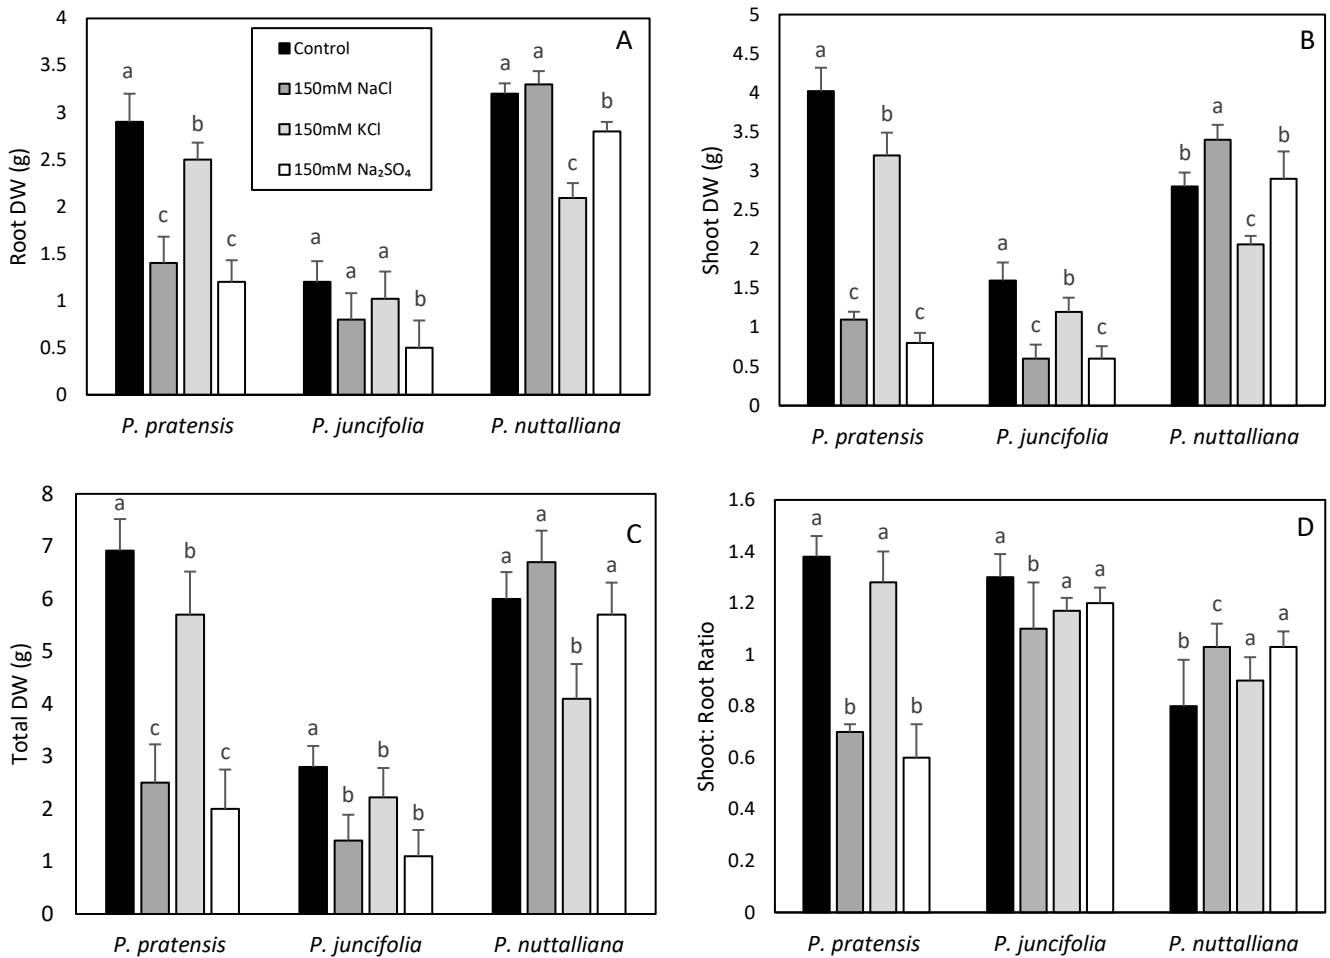 A
4
3.5
3
2.5
2
1.5
1
0.5
0
Root DW (g)
Control
150mM NaCl
150mM KCl
150mM Na₂SO₄
a
c
b
c
a
a
a
b
a
a
c
b
P. pratensis
P. juncifolia
P. nuttalliana
B
5
4.5
4
3.5
3
2.5
2
1.5
1
0.5
0
Shoot DW (g)
a
c
b
c
a
c
b
c
b
a
c
b
P. pratensis
P. juncifolia
P. nuttalliana
C
8
7
6
5
4
3
2
1
0
Total DW (g)
a
c
b
c
a
b
b
b
a
a
b
a
P. pratensis
P. juncifolia
P. nuttalliana
D
1.6
1.4
1.2
1
0.8
0.6
0.4
0.2
0
Shoot: Root Ratio
a
b
a
b
a
b
a
a
b
c
a
a
P. pratensis
P. juncifolia
P. nuttalliana